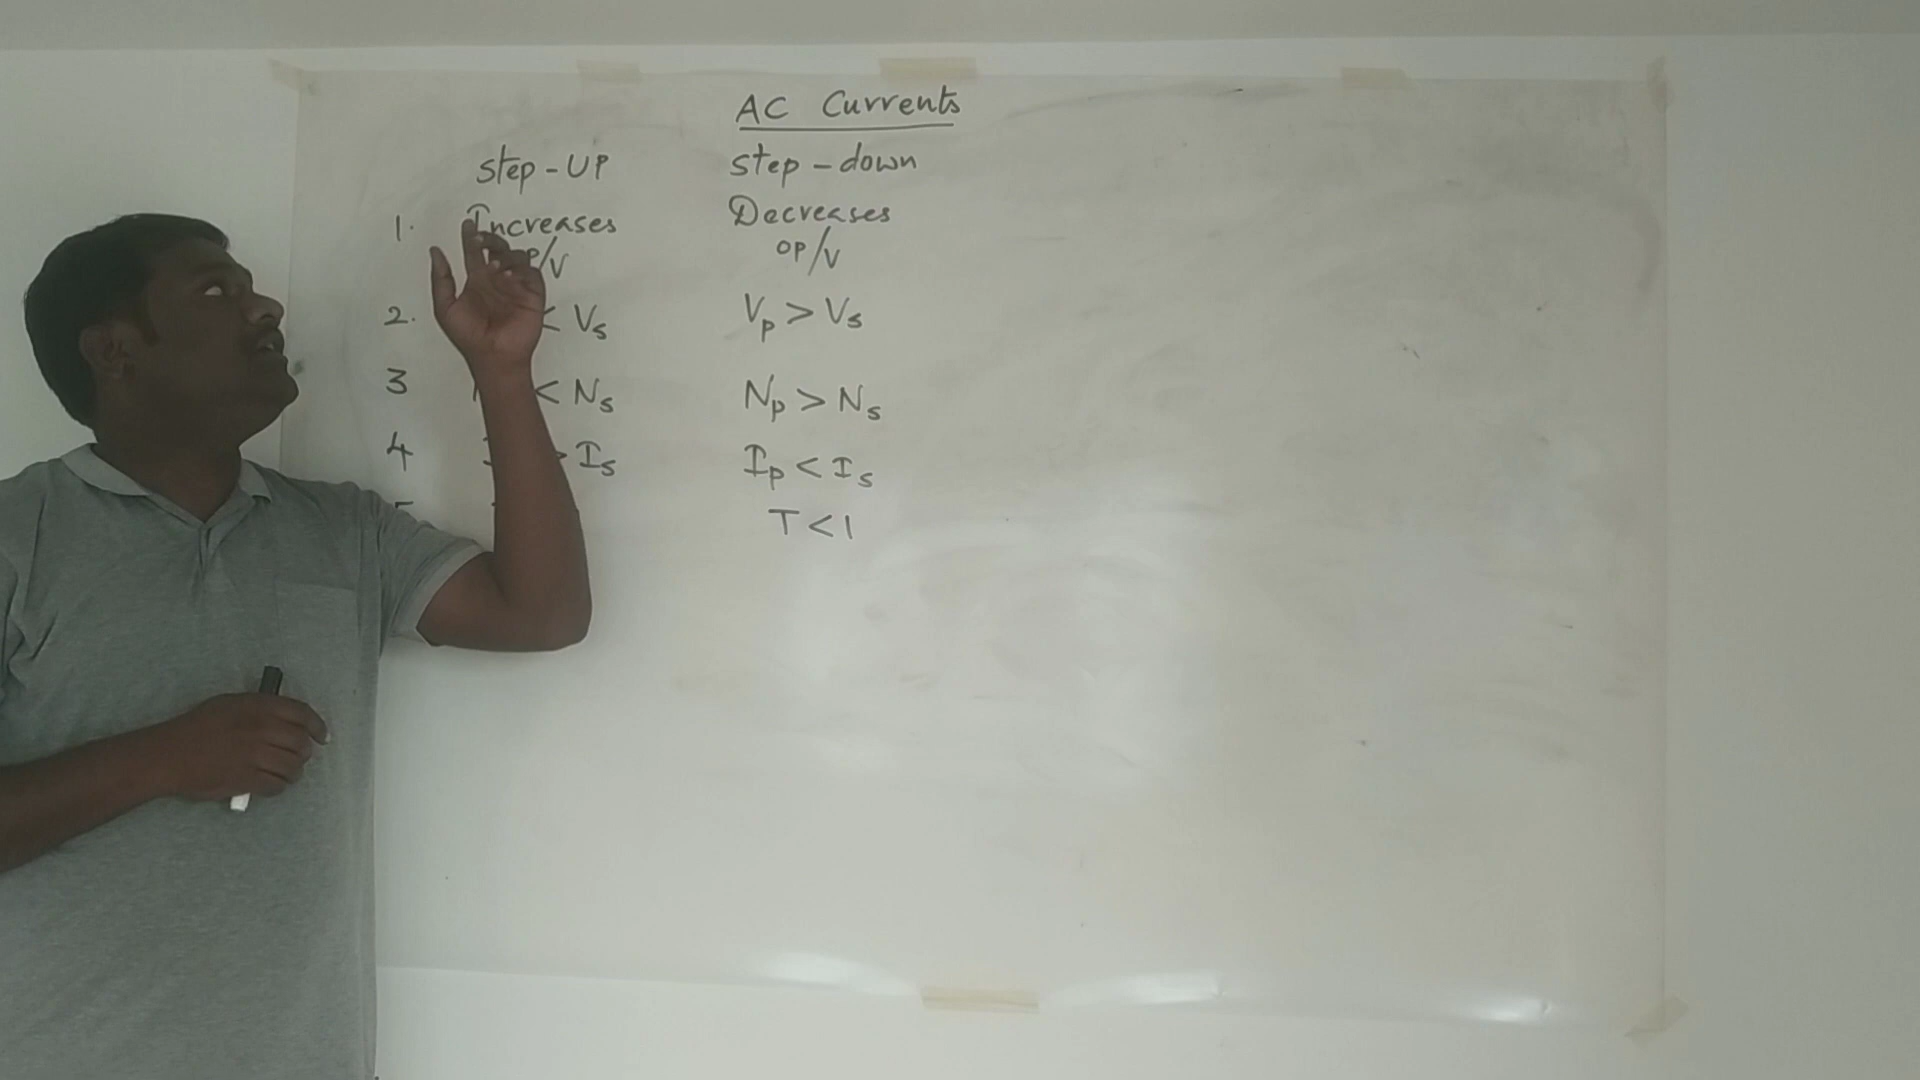 AC Currents
Step-UP Step-down
1. Increases Decreases
P/V OP/V
2. < Vs Vp > Vs
3 < Ns Np > Ns
4 > Is Ip < Is
T < 1